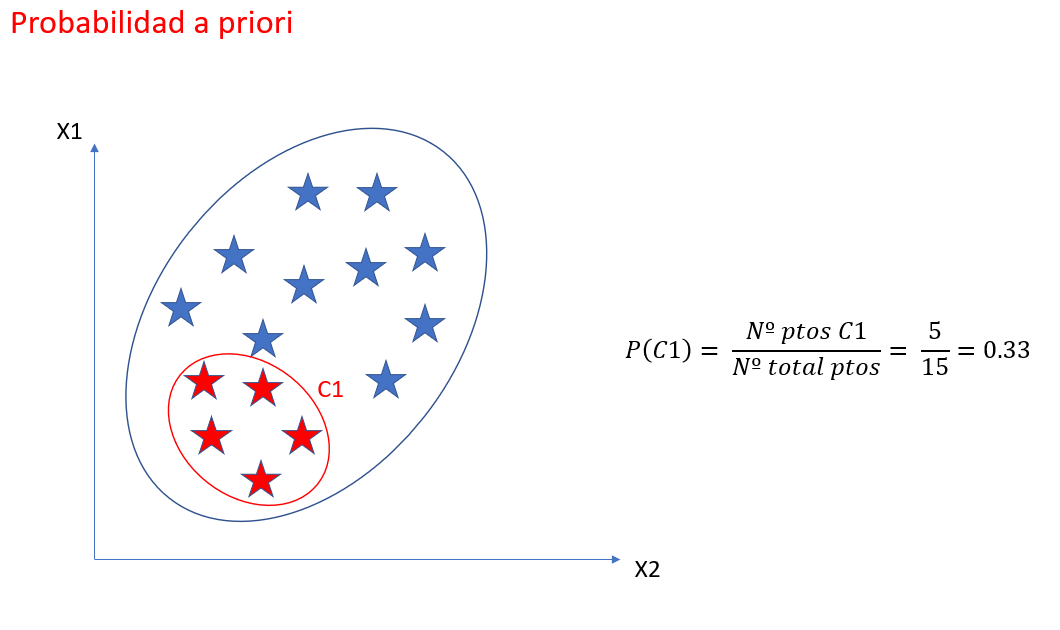 Probabilidad a priori
X1
P(C1) = Nº ptos C1 / Nº total ptos = 5 / 15 = 0.33
C1
X2